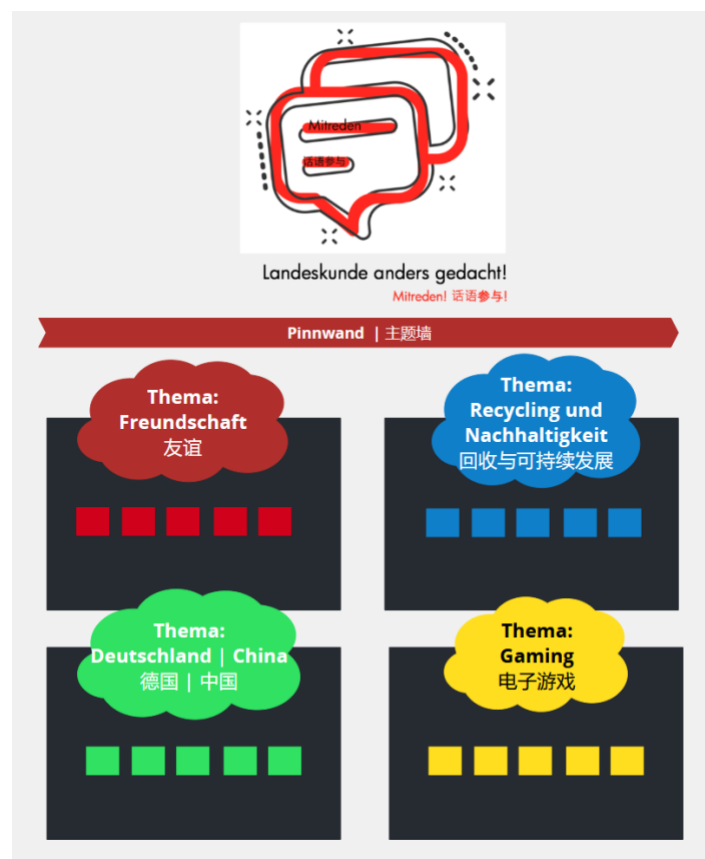 Mitreden
话语参与
Landeskunde anders gedacht!
Mitreden! 话语参与!
Pinnwand | 主题墙
Thema:
Freundschaft
友谊
Thema:
Recycling und
Nachhaltigkeit
回收与可持续发展
Thema:
Deutschland | China
德国 | 中国
Thema:
Gaming
电子游戏